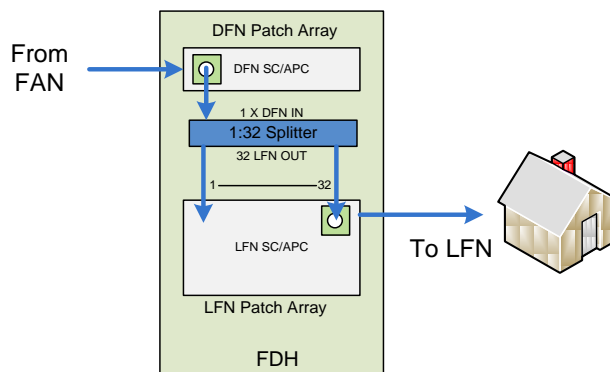 DFN Patch Array
From
FAN
DFN SC/APC
1 X DFN IN
1:32 Splitter
32 LFN OUT
1 32
LFN SC/APC
To LFN
LFN Patch Array
FDH